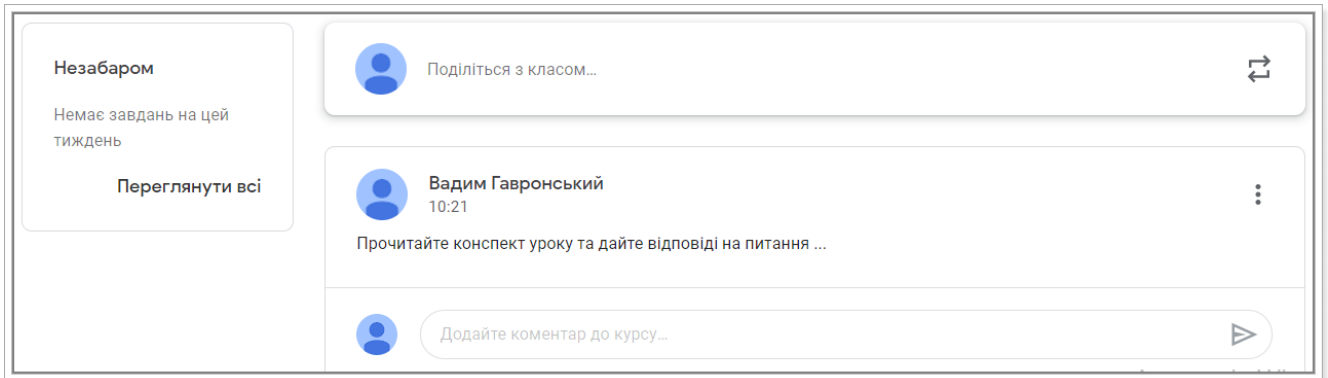 Незабаром
Немає завдань на цей
тиждень
Переглянути всі
Поділіться з класом...
Вадим Гавронський
10:21
Прочитайте конспект уроку та дайте відповіді на питання ...
Додайте коментар до курсу...